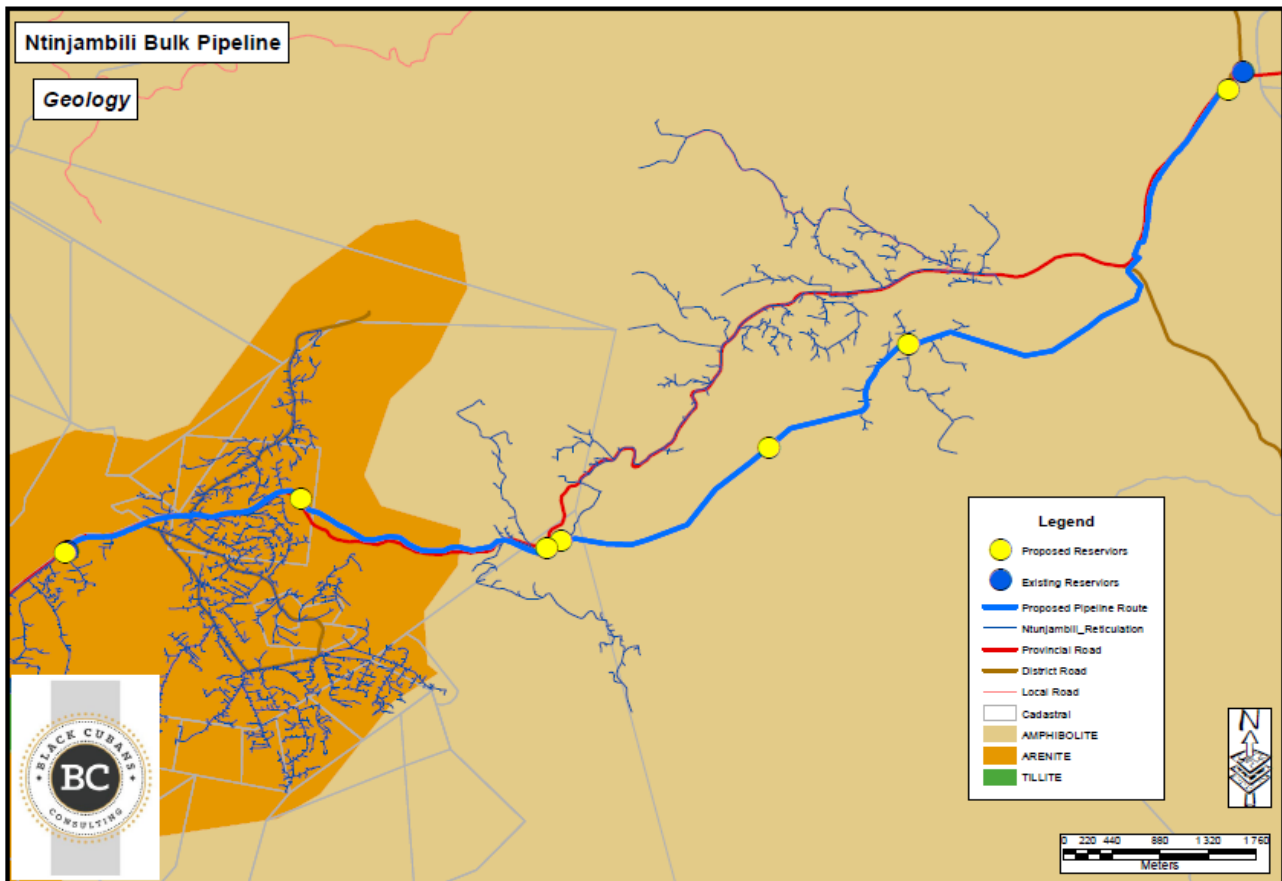 Ntinjambili Bulk Pipeline
Geology
Legend
Proposed Reserviors
Existing Reserviors
Proposed Pipeline Route
Ntunjambili_Reticulation
Provincial Road
District Road
Local Road
Cadastral
AMPHIBOLITE
ARENITE
TILLITE
BLACK CUBANS
BC
CONSULTING
N
0 220 440 880 1 320 1 760
Meters